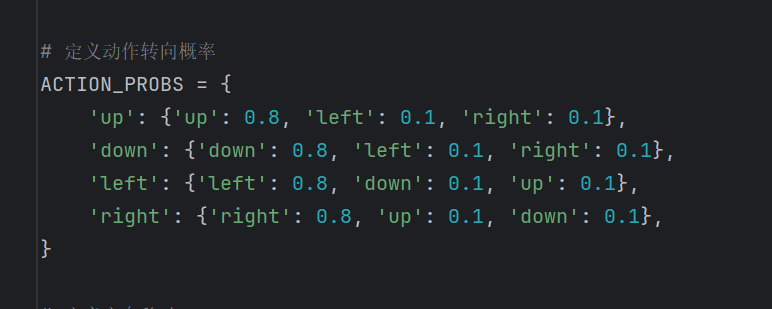 # 定义动作转向概率
ACTION_PROBS = {
    'up': {'up': 0.8, 'left': 0.1, 'right': 0.1},
    'down': {'down': 0.8, 'left': 0.1, 'right': 0.1},
    'left': {'left': 0.8, 'down': 0.1, 'up': 0.1},
    'right': {'right': 0.8, 'up': 0.1, 'down': 0.1},
}